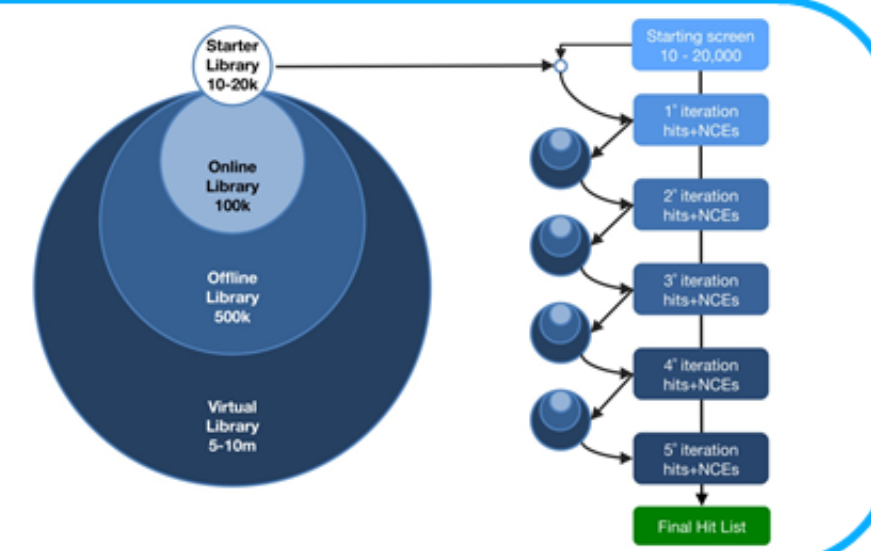 Starter
Library
10-20k
Online
Library
100k
Offline
Library
500k
Virtual
Library
5-10m
Starting screen
10 - 20,000
1˚ iteration
hits+NCEs
2˚ iteration
hits+NCEs
3˚ iteration
hits+NCEs
4˚ iteration
hits+NCEs
5˚ iteration
hits+NCEs
Final Hit List